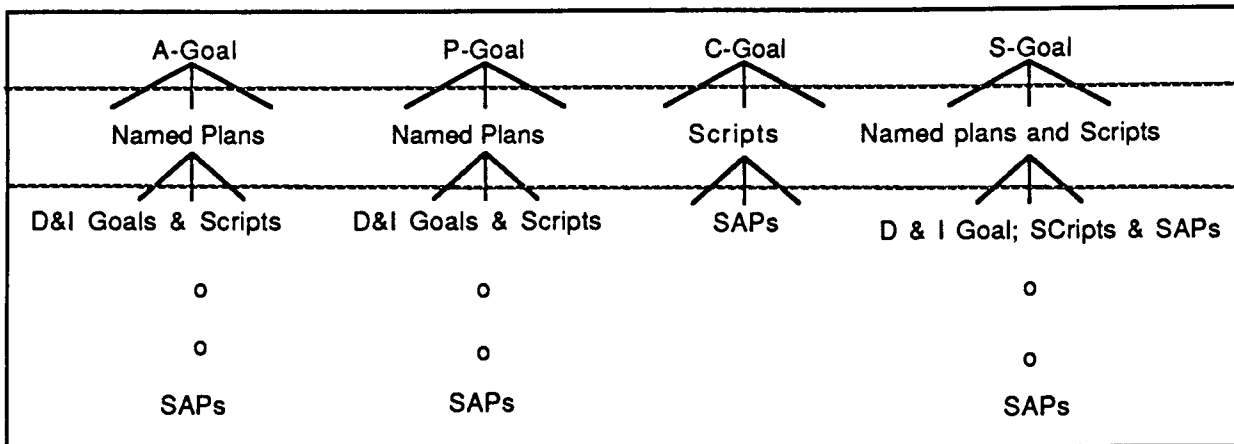 A-Goal P-Goal C-Goal S-Goal
Named Plans Named Plans Scripts Named plans and Scripts
D&I Goals & Scripts D&I Goals & Scripts SAPs D & I Goal; SCripts & SAPs
o o o
o o o
SAPs SAPs SAPs